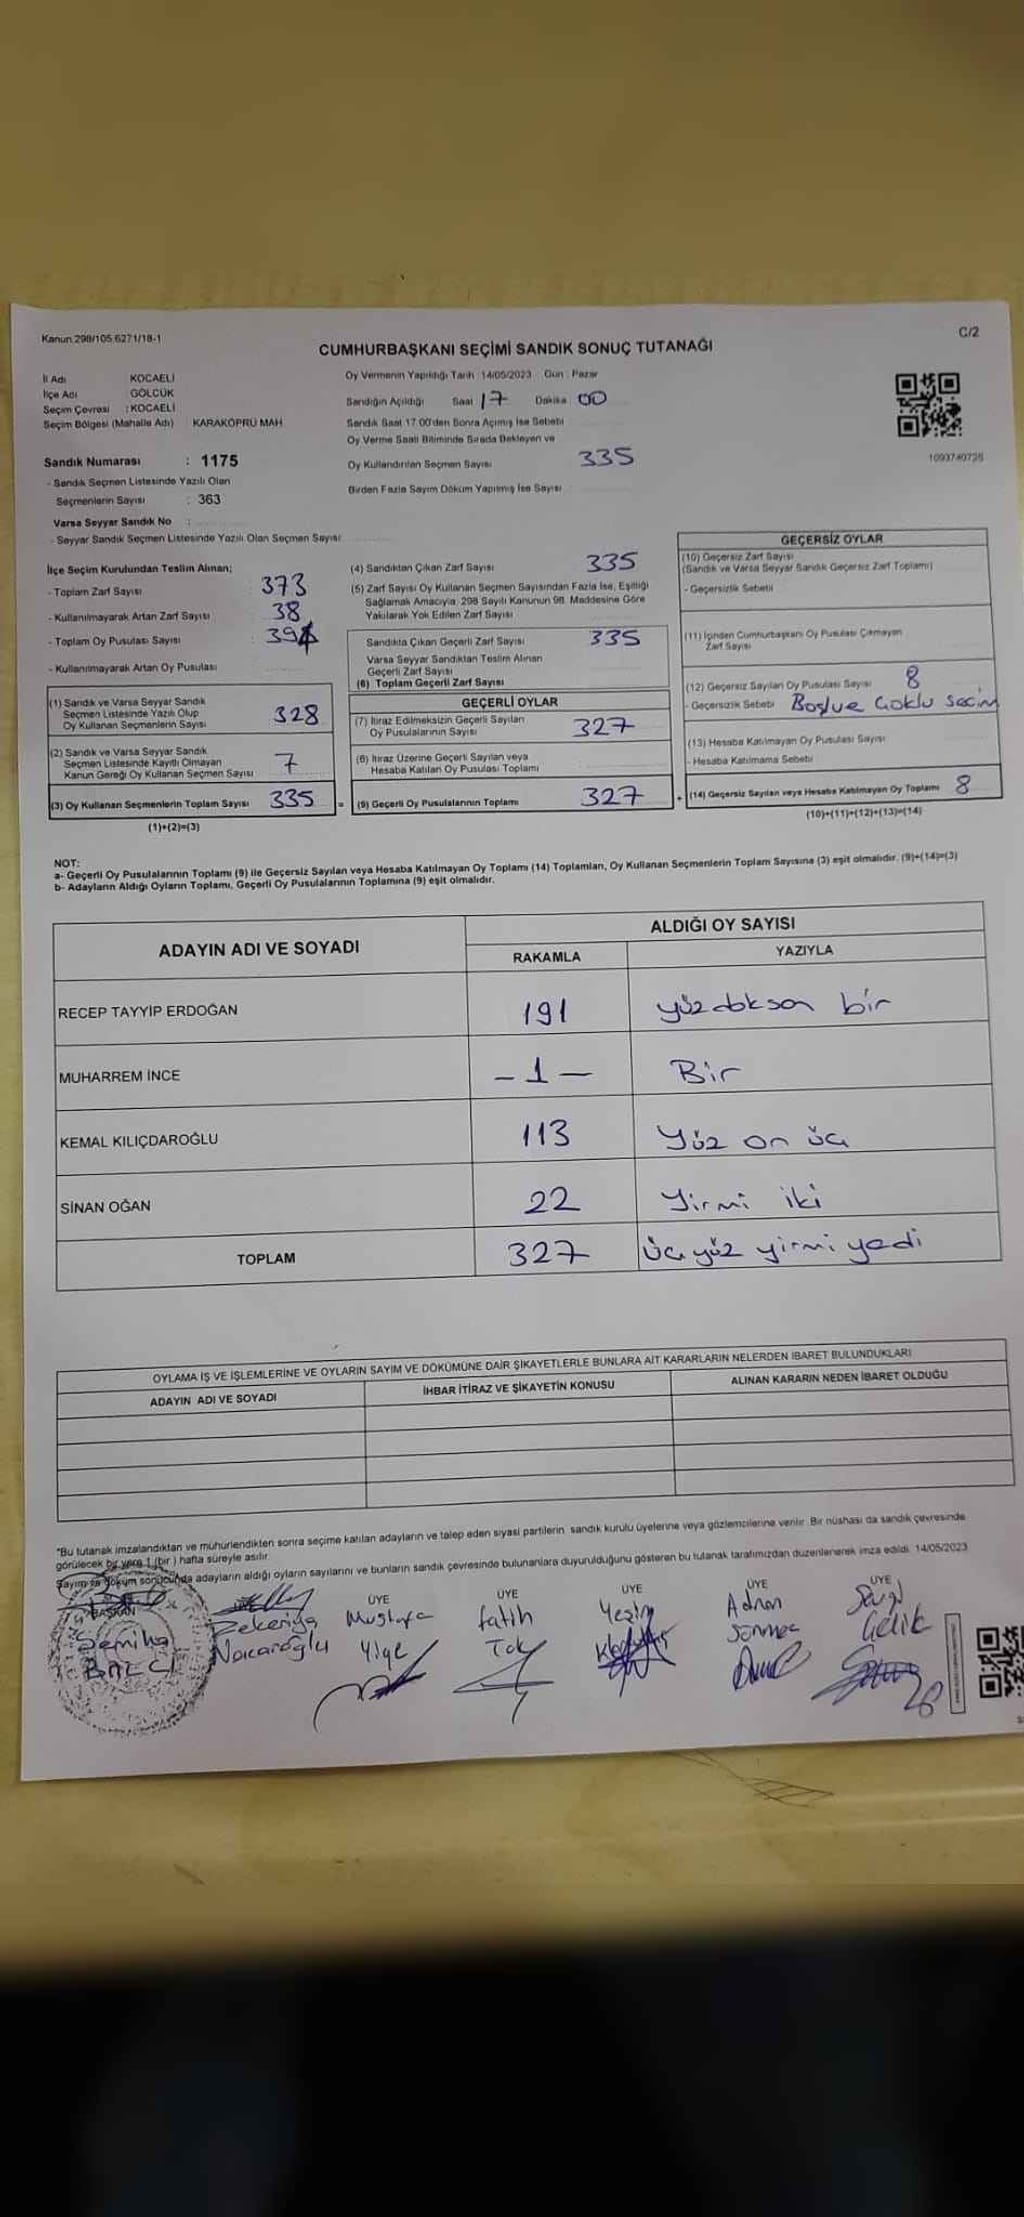 Kanun:298/105,6271/18-1
C/2
CUMHURBAŞKANI SEÇİMİ SANDIK SONUÇ TUTANAĞI
İl Adı KOCAELİ
İlçe Adı GÖLCÜK
Seçim Çevresi : KOCAELİ
Seçim Bölgesi (Mahalle Adı) KARAKÖPRÜ MAH
Sandık Numarası : 1175
- Sandık Seçmen Listesinde Yazılı Olan
Seçmenlerin Sayısı : 363
Varsa Seyyar Sandık No :
- Seyyar Sandık Seçmen Listesinde Yazılı Olan Seçmen Sayısı
Oy Vermenin Yapıldığı Tarih : 14/05/2023 Gün : Pazar
Sandığın Açıldığı Saat 17 Dakika 00
Sandık Saat 17:00'den Sonra Açılmış İse Sebebi
Oy Verme Saati Bitiminde Sırada Bekleyen ve
Oy Kullandırılan Seçmen Sayısı 335
Birden Fazla Sayım Döküm Yapılmış İse Sayısı
1093740725
İlçe Seçim Kurulundan Teslim Alınan;
- Toplam Zarf Sayısı 373
- Kullanılmayarak Artan Zarf Sayısı 38
- Toplam Oy Pusulası Sayısı
- Kullanılmayarak Artan Oy Pusulası
(1) Sandık ve Varsa Seyyar Sandık
Seçmen Listesinde Yazılı Olup
Oy Kullanan Seçmenlerin Sayısı 328
(2) Sandık ve Varsa Seyyar Sandık
Seçmen Listesinde Kayıtlı Olmayan
Kanun Gereği Oy Kullanan Seçmen Sayısı 7
(3) Oy Kullanan Seçmenlerin Toplam Sayısı 335
(1)+(2)=(3)
(4) Sandıktan Çıkan Zarf Sayısı 335
(5) Zarf Sayısı Oy Kullanan Seçmen Sayısından Fazla İse, Eşitliği
Sağlamak Amacıyla, 298 Sayılı Kanunun 98. Maddesine Göre
Yakılarak Yok Edilen Zarf Sayısı
Sandıkta Çıkan Geçerli Zarf Sayısı 335
Varsa Seyyar Sandıktan Teslim Alınan
Geçerli Zarf Sayısı
(6) Toplam Geçerli Zarf Sayısı
GEÇERLİ OYLAR
(7) İtiraz Edilmeksizin Geçerli Sayılan
Oy Pusulalarının Sayısı 327
(8) İtiraz Üzerine Geçerli Sayılan veya
Hesaba Katılan Oy Pusulası Toplamı
= (9) Geçerli Oy Pusulalarının Toplamı 327
GEÇERSİZ OYLAR
(10) Geçersiz Zarf Sayısı
(Sandık ve Varsa Seyyar Sandık Geçersiz Zarf Toplamı)
- Geçersizlik Sebebi
(11) İçinden Cumhurbaşkanı Oy Pusulası Çıkmayan
Zarf Sayısı
(12) Geçersiz Sayılan Oy Pusulası Sayısı 8
- Geçersizlik Sebebi Boş ve Çoklu Seçim
(13) Hesaba Katılmayan Oy Pusulası Sayısı
- Hesaba Katılmama Sebebi
+ (14) Geçersiz Sayılan veya Hesaba Katılmayan Oy Toplamı 8
(10)+(11)+(12)+(13)=(14)
NOT:
a- Geçerli Oy Pusulalarının Toplamı (9) ile Geçersiz Sayılan veya Hesaba Katılmayan Oy Toplamı (14) Toplamları, Oy Kullanan Seçmenlerin Toplam Sayısına (3) eşit olmalıdır. (9)+(14)=(3)
b- Adayların Aldığı Oyların Toplamı, Geçerli Oy Pusulalarının Toplamına (9) eşit olmalıdır.
ADAYIN ADI VE SOYADI ALDIĞI OY SAYISI
RAKAMLA YAZIYLA
RECEP TAYYİP ERDOĞAN 191 yüzdoksan bir
MUHARREM İNCE -1- Bir
KEMAL KILIÇDAROĞLU 113 Yüz on üç
SİNAN OĞAN 22 Yirmi iki
TOPLAM 327 Üçyüz yirmi yedi
OYLAMA İŞ VE İŞLEMLERİNE VE OYLARIN SAYIM VE DÖKÜMÜNE DAİR ŞİKAYETLERLE BUNLARA AİT KARARLARIN NELERDEN İBARET BULUNDUKLARI
ADAYIN ADI VE SOYADI İHBAR İTİRAZ VE ŞİKAYETİN KONUSU ALINAN KARARIN NEDEN İBARET OLDUĞU
"Bu tutanak imzalandıktan ve mühürlendikten sonra seçime katılan adayların ve talep eden siyasi partilerin sandık kurulu üyelerine veya gözlemcilerine verilir. Bir nüshası da sandık çevresinde
görülecek bir yere 1 (bir) hafta süreyle asılır.
Sayım ve döküm sonucunda adayların aldığı oyların sayılarını ve bunların sandık çevresinde bulunanlara duyurulduğunu gösteren bu tutanak tarafımızdan düzenlenerek imza edildi. 14/05/2023
BAŞKAN ÜYE ÜYE ÜYE ÜYE ÜYE
Semiha Zekeriya Mustafa Fatih Yeşim Adnan Sevgi
Tok Sönmez Çelik